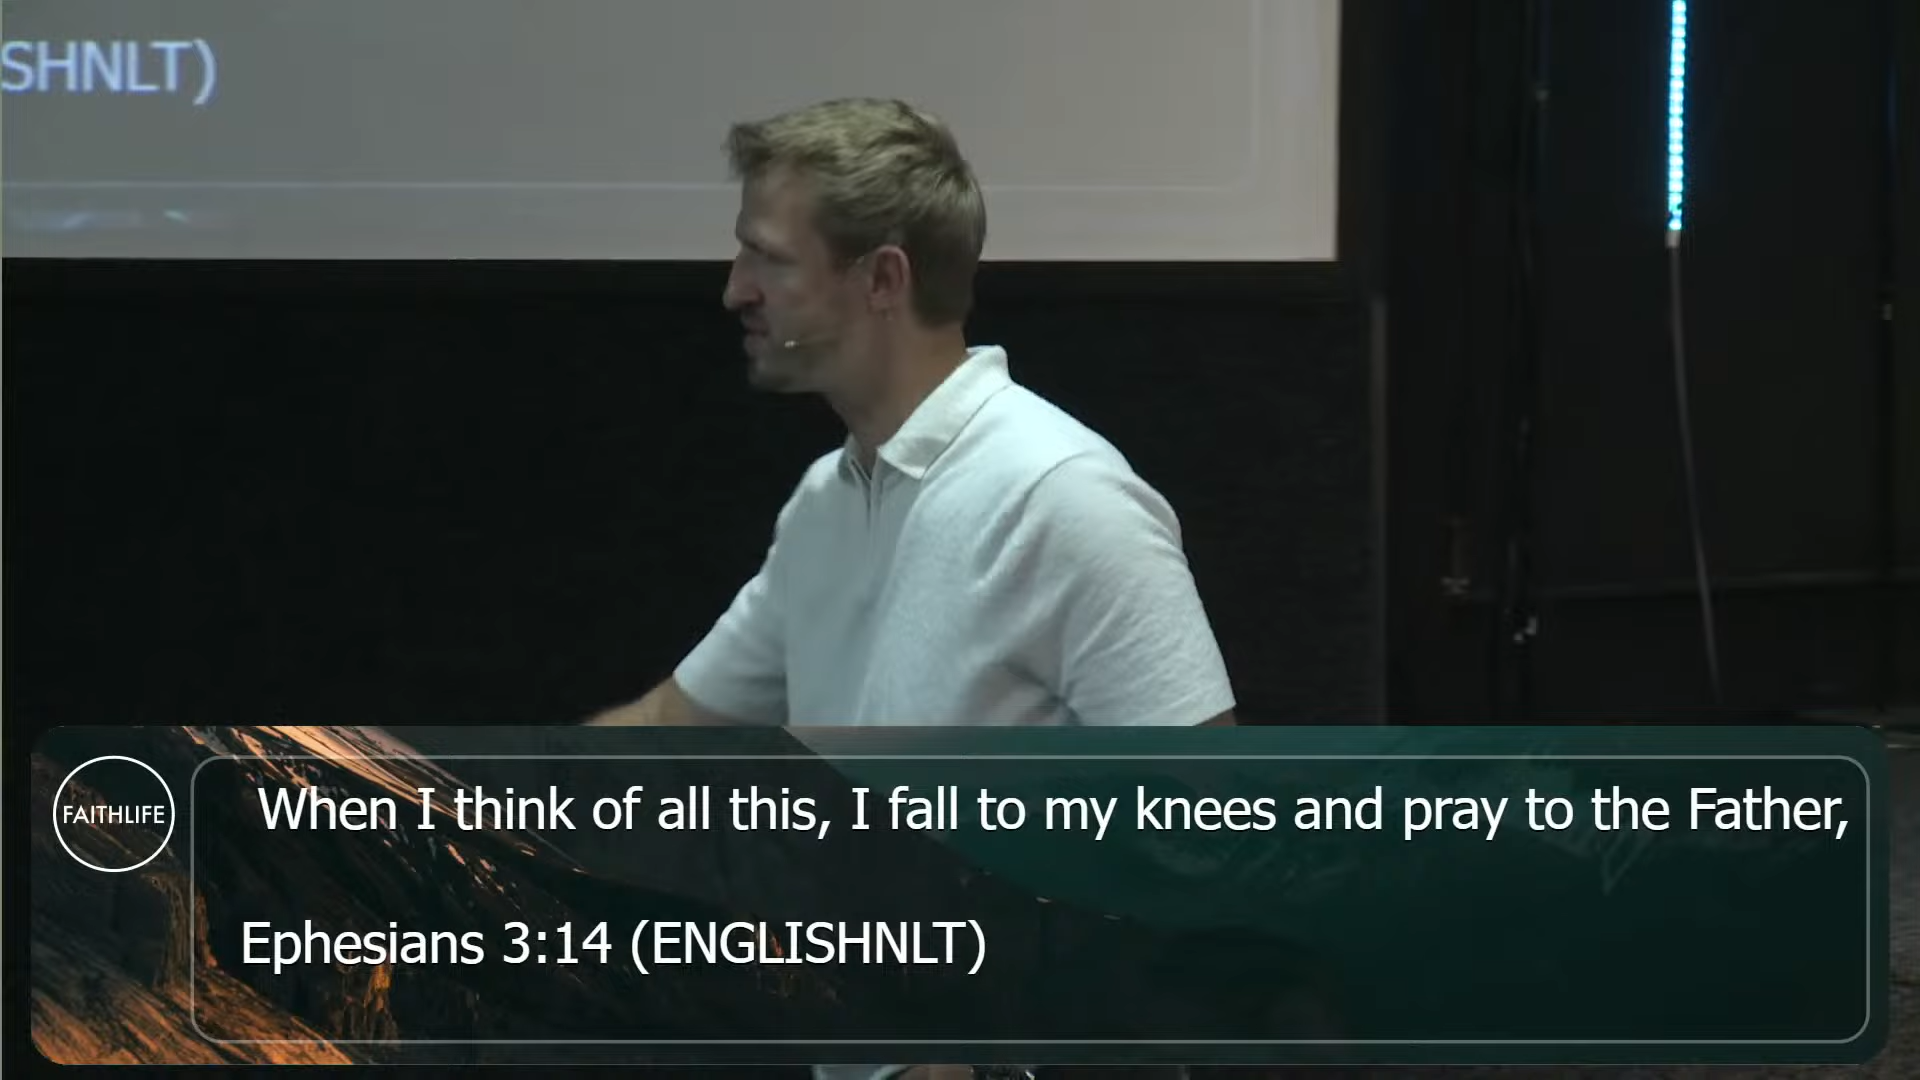 SHNLT)
FAITHLIFE
When I think of all this, I fall to my knees and pray to the Father,
Ephesians 3:14 (ENGLISHNLT)